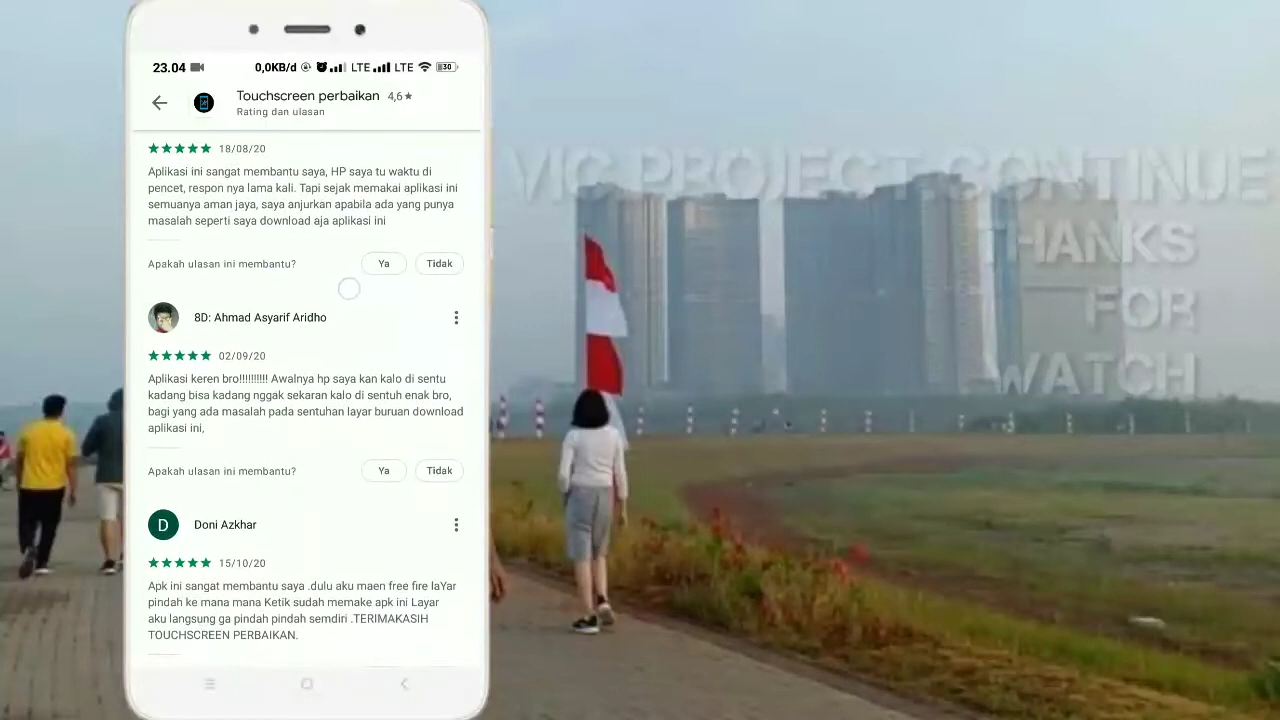 23.04
0,0KB/d
LTE
LTE
30
Touchscreen perbaikan 4,6★
Rating dan ulasan
18/08/20
Aplikasi ini sangat membantu saya, HP saya tu waktu di
pencet, respon nya lama kali. Tapi sejak memakai aplikasi ini
semuanya aman jaya, saya anjurkan apabila ada yang punya
masalah seperti saya download aja aplikasi ini
Apakah ulasan ini membantu? Ya Tidak
8D: Ahmad Asyarif Aridho
02/09/20
Aplikasi keren bro!!!!!!!!!! Awalnya hp saya kan kalo di sentu
kadang bisa kadang nggak sekaran kalo di sentuh enak bro,
bagi yang ada masalah pada sentuhan layar buruan download
aplikasi ini,
Apakah ulasan ini membantu? Ya Tidak
D Doni Azkhar
15/10/20
Apk ini sangat membantu saya .dulu aku maen free fire laYar
pindah ke mana mana Ketik sudah memake apk ini Layar
aku langsung ga pindah pindah semdiri .TERIMAKASIH
TOUCHSCREEN PERBAIKAN.
VIC PROJECT CONTINUE
THANKS
FOR
WATCH